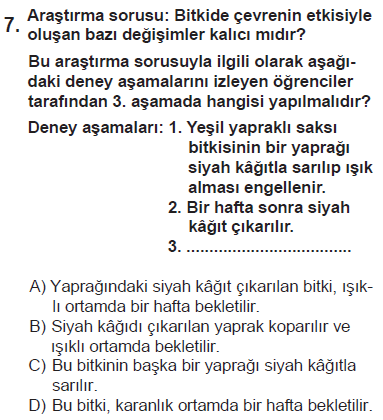 7. Araştırma sorusu: Bitkide çevrenin etkisiyle
oluşan bazı değişimler kalıcı mıdır?
Bu araştırma sorusuyla ilgili olarak aşağı-
daki deney aşamalarını izleyen öğrenciler
tarafından 3. aşamada hangisi yapılmalıdır?
Deney aşamaları: 1. Yeşil yapraklı saksı
bitkisinin bir yaprağı
siyah kâğıtla sarılıp ışık
alması engellenir.
2. Bir hafta sonra siyah
kâğıt çıkarılır.
3. ...................................
A) Yaprağındaki siyah kâğıt çıkarılan bitki, ışık-
lı ortamda bir hafta bekletilir.
B) Siyah kâğıdı çıkarılan yaprak koparılır ve
ışıklı ortamda bekletilir.
C) Bu bitkinin başka bir yaprağı siyah kâğıtla
sarılır.
D) Bu bitki, karanlık ortamda bir hafta bekletilir.